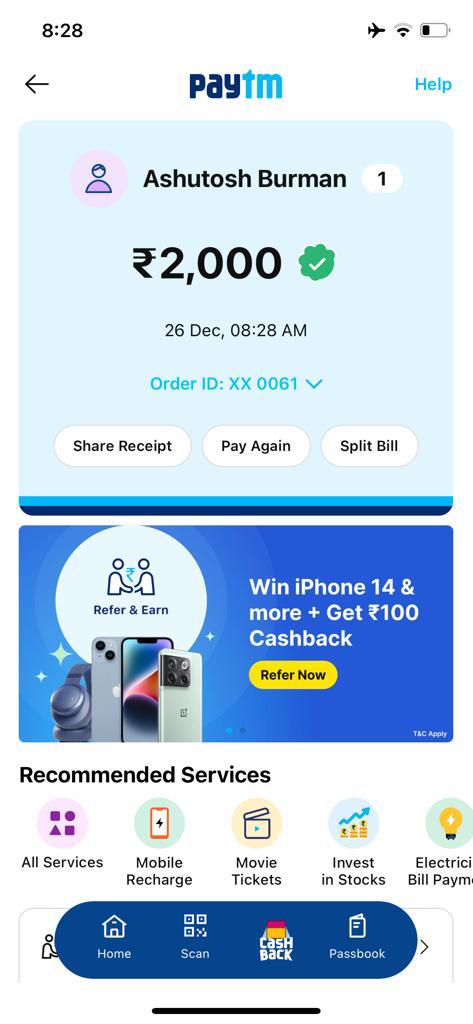 8:28
paytm
Help
Ashutosh Burman 1
₹2,000
26 Dec, 08:28 AM
Order ID: XX 0061
Share Receipt Pay Again Split Bill
₹
Refer & Earn
Win iPhone 14 &
more + Get ₹100
Cashback
Refer Now
T&C Apply
Recommended Services
All Services
Mobile
Recharge
Movie
Tickets
Invest
in Stocks
Electrici
Bill Payme
Home
Scan
CASH
BACK
Passbook